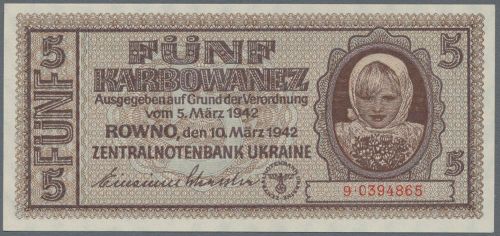 5 FÜNF 5
KARBOWANEZ
Ausgegeben auf Grund der Verordnung
vom 5. März 1942
ROWNO, den 10. März 1942
ZENTRALNOTENBANK UKRAINE
9·0394865
FÜNF
5
5